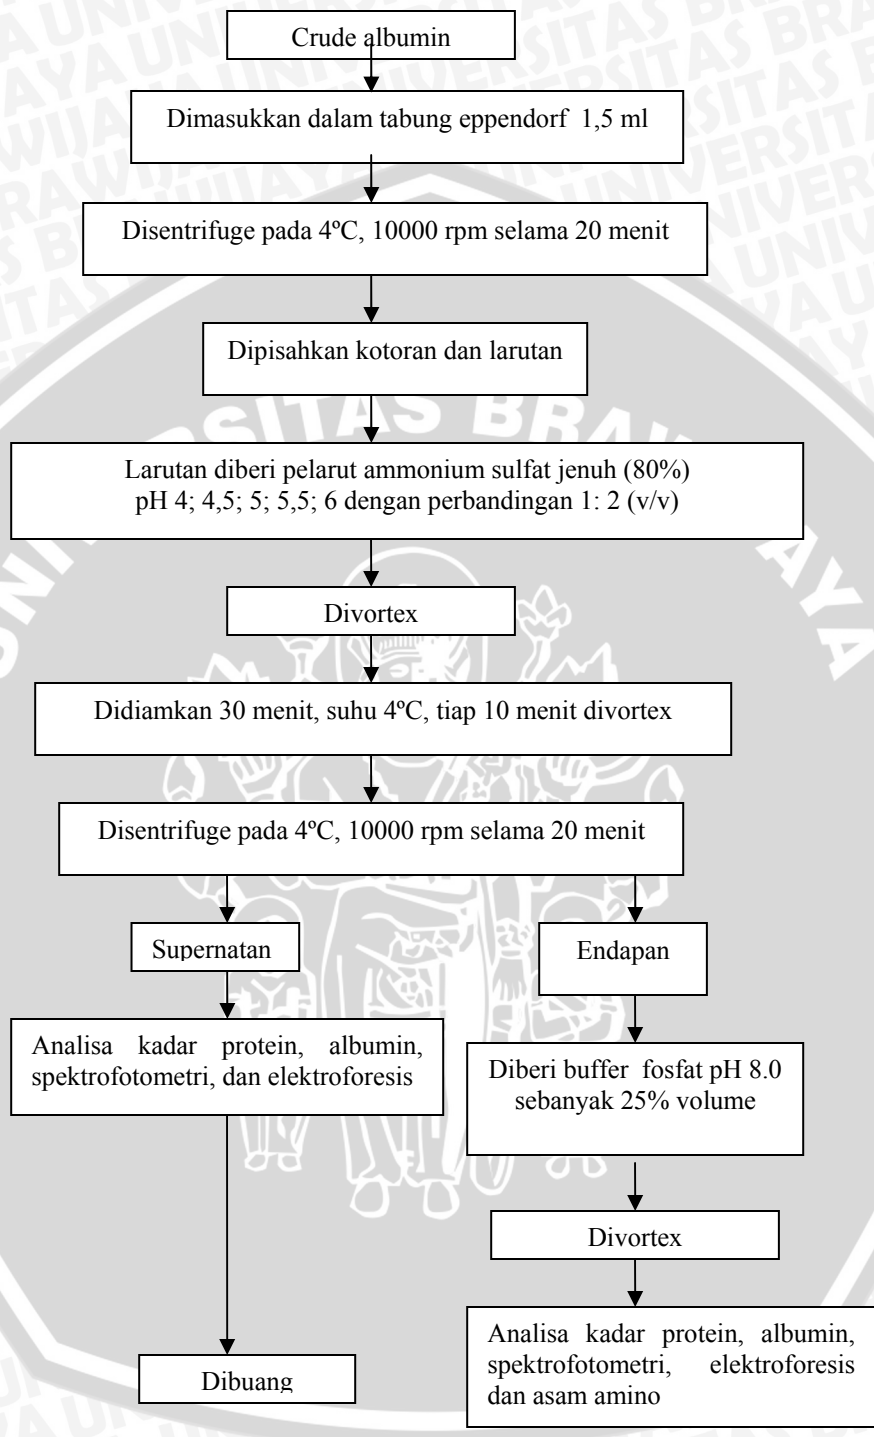 Crude albumin
Dimasukkan dalam tabung eppendorf 1,5 ml
Disentrifuge pada 4ºC, 10000 rpm selama 20 menit
Dipisahkan kotoran dan larutan
Larutan diberi pelarut ammonium sulfat jenuh (80%)
pH 4; 4,5; 5; 5,5; 6 dengan perbandingan 1: 2 (v/v)
Divortex
Didiamkan 30 menit, suhu 4ºC, tiap 10 menit divortex
Disentrifuge pada 4ºC, 10000 rpm selama 20 menit
Supernatan
Analisa kadar protein, albumin,
spektrofotometri, dan elektroforesis
Dibuang
Endapan
Diberi buffer fosfat pH 8.0
sebanyak 25% volume
Divortex
Analisa kadar protein, albumin,
spektrofotometri, elektroforesis
dan asam amino
UNIVERSITAS BRAWIJAYA